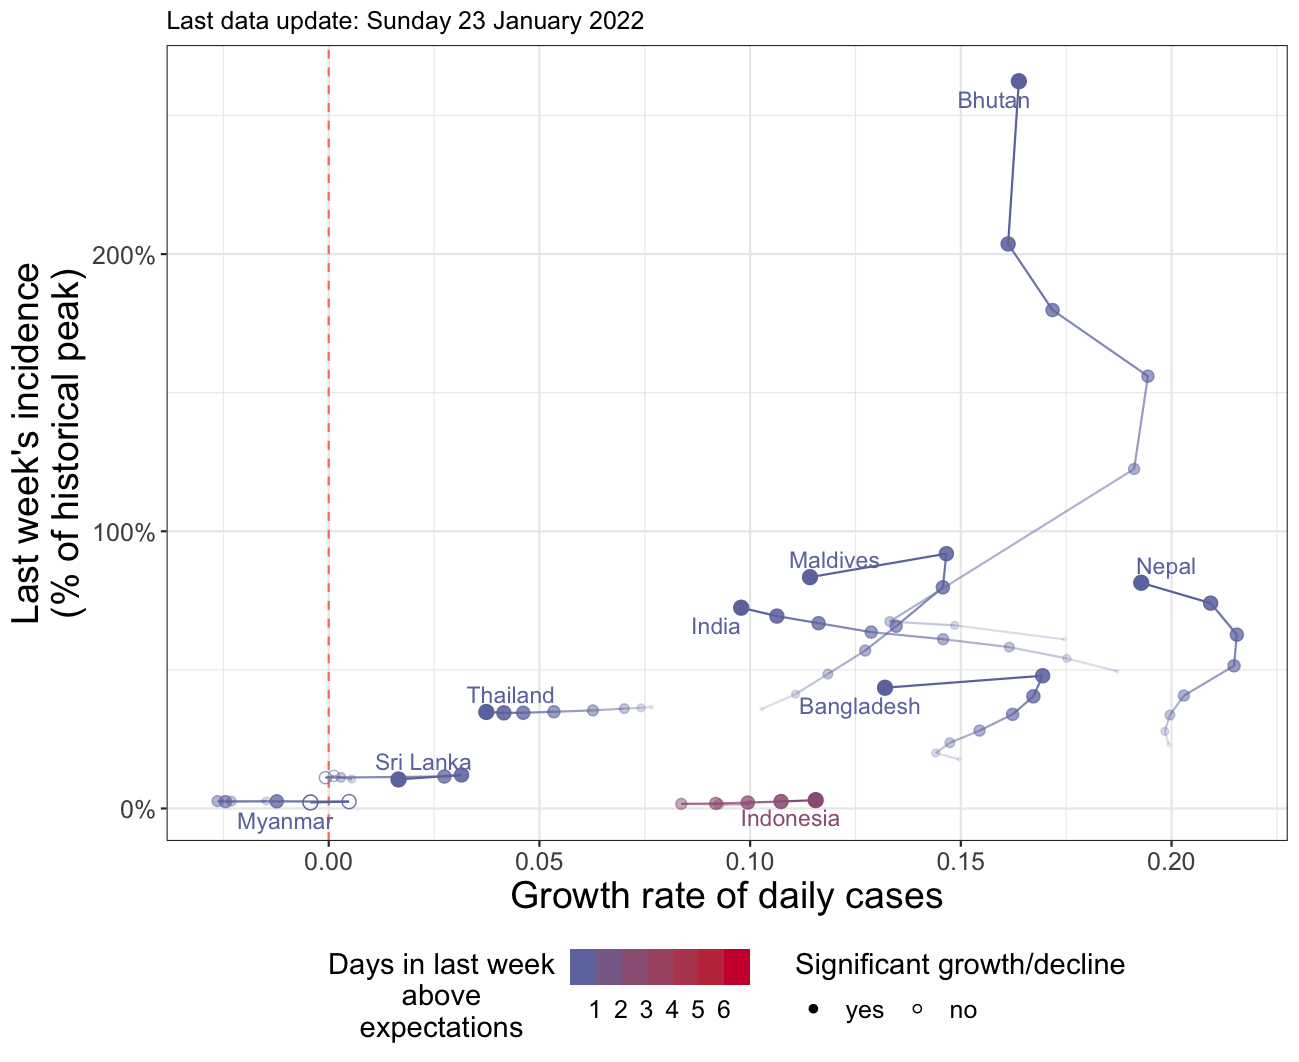 Last data update: Sunday 23 January 2022
Last week's incidence
(% of historical peak)
200%
100%
0%
Bhutan
Maldives
Nepal
India
Thailand
Bangladesh
Sri Lanka
Myanmar
Indonesia
0.00 0.05 0.10 0.15 0.20
Growth rate of daily cases
Days in last week
above
expectations
1 2 3 4 5 6
Significant growth/decline
yes no